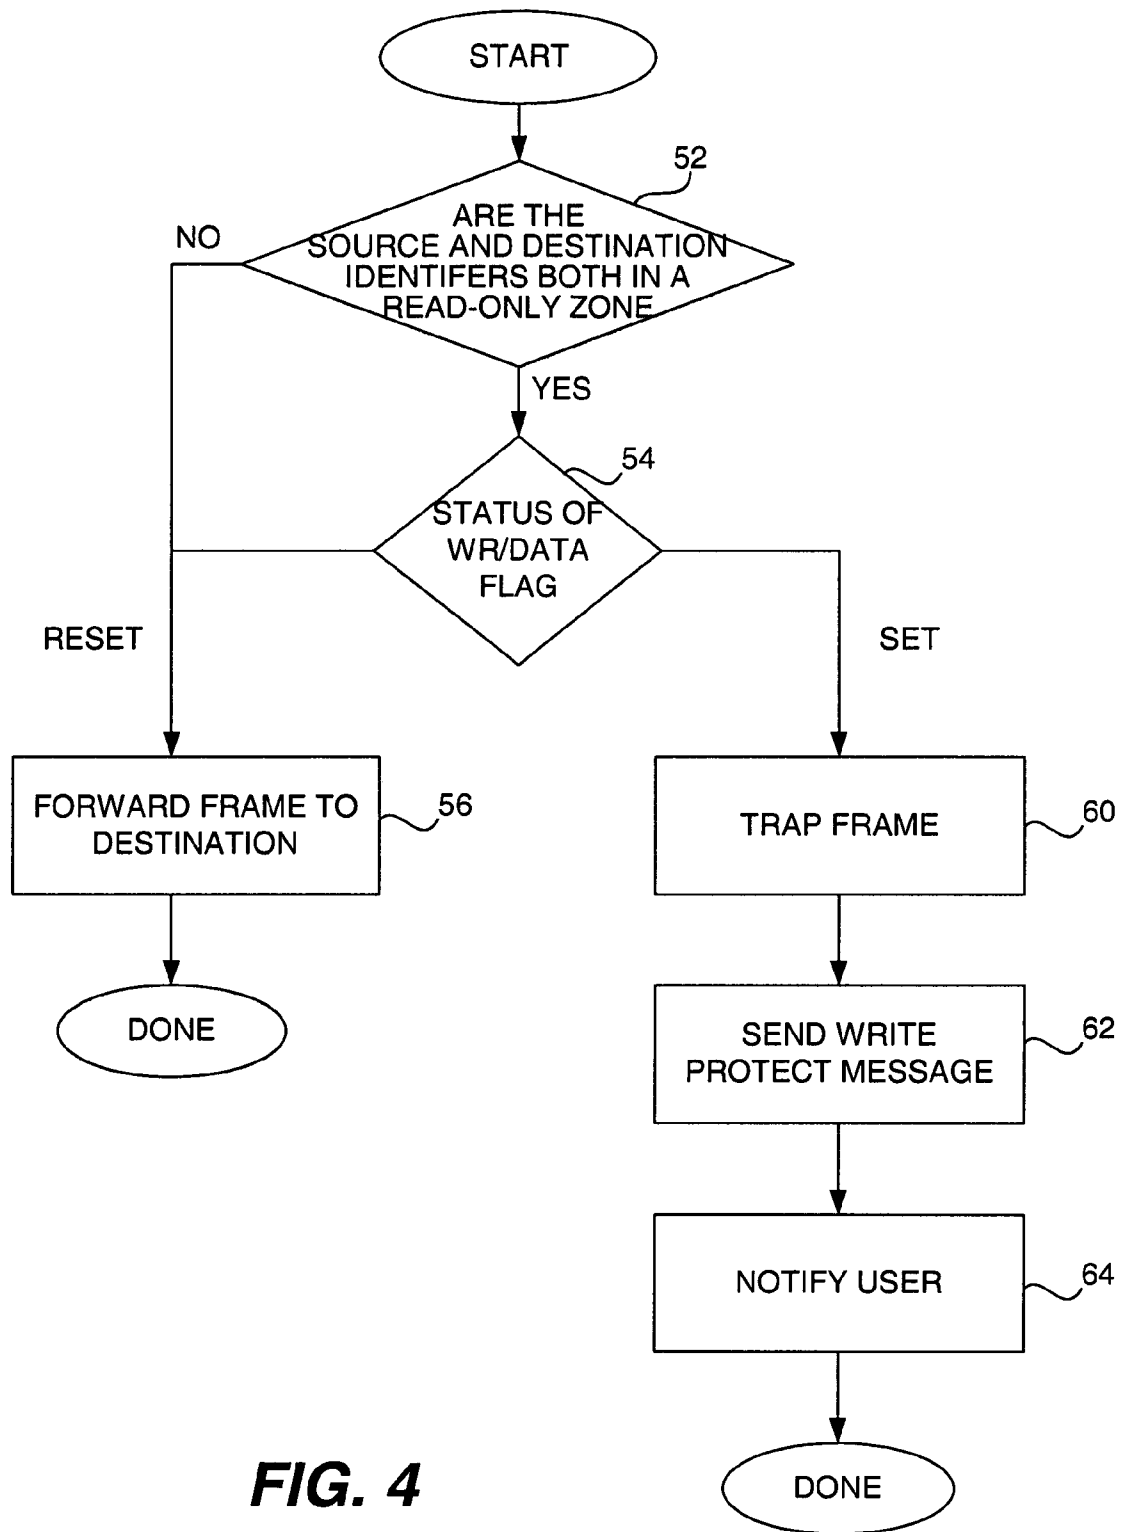 START
52
ARE THE
SOURCE AND DESTINATION
IDENTIFERS BOTH IN A
READ-ONLY ZONE
NO
YES
54
STATUS OF
WR/DATA
FLAG
RESET
SET
FORWARD FRAME TO
DESTINATION
56
TRAP FRAME
60
DONE
SEND WRITE
PROTECT MESSAGE
62
NOTIFY USER
64
DONE
FIG. 4